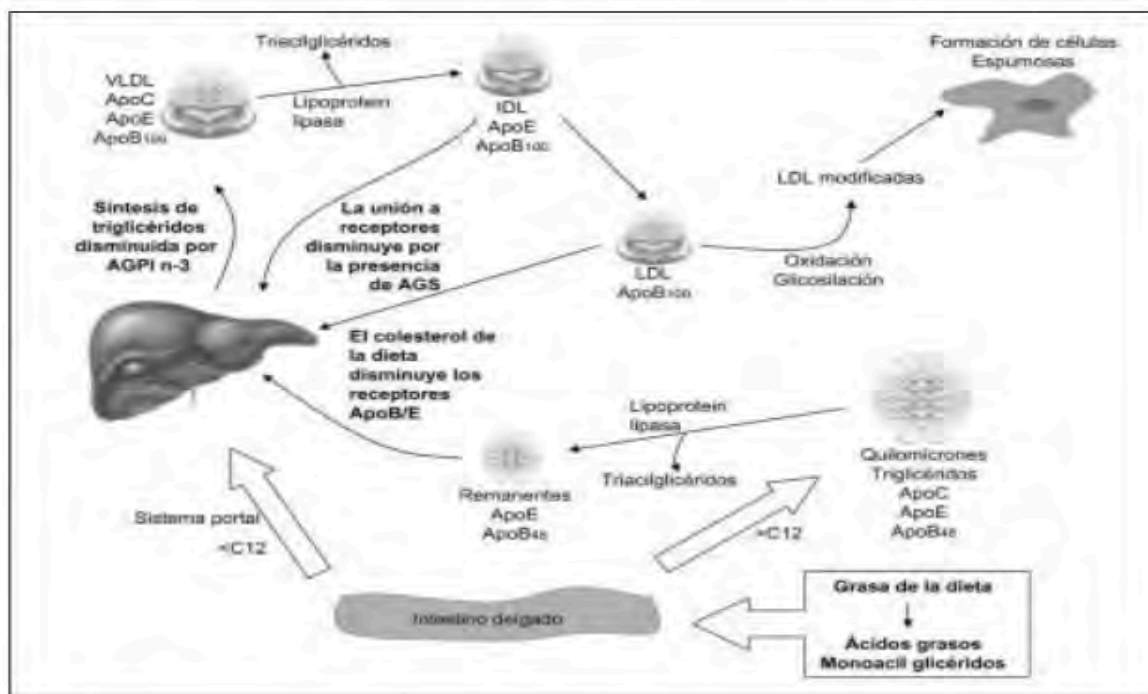 Triacilglicéridos
VLDL
ApoC
ApoE
ApoB100
Lipoprotein
lipasa
IDL
ApoE
ApoB100
Formación de células
Espumosas
LDL modificadas
Oxidación
Glicosilación
LDL
ApoB100
Síntesis de
triglicéridos
disminuida por
AGPI n-3
La unión a
receptores
disminuye por
la presencia
de AGS
El colesterol de
la dieta
disminuye los
receptores
ApoB/E
Lipoprotein
lipasa
Triacilglicéridos
Quilomicrones
Triglicéridos
ApoC
ApoE
ApoB48
Remanentes
ApoE
ApoB48
Sistema portal
<C12
Intestino delgado
Grasa de la dieta
Ácidos grasos
Monoacil glicéridos